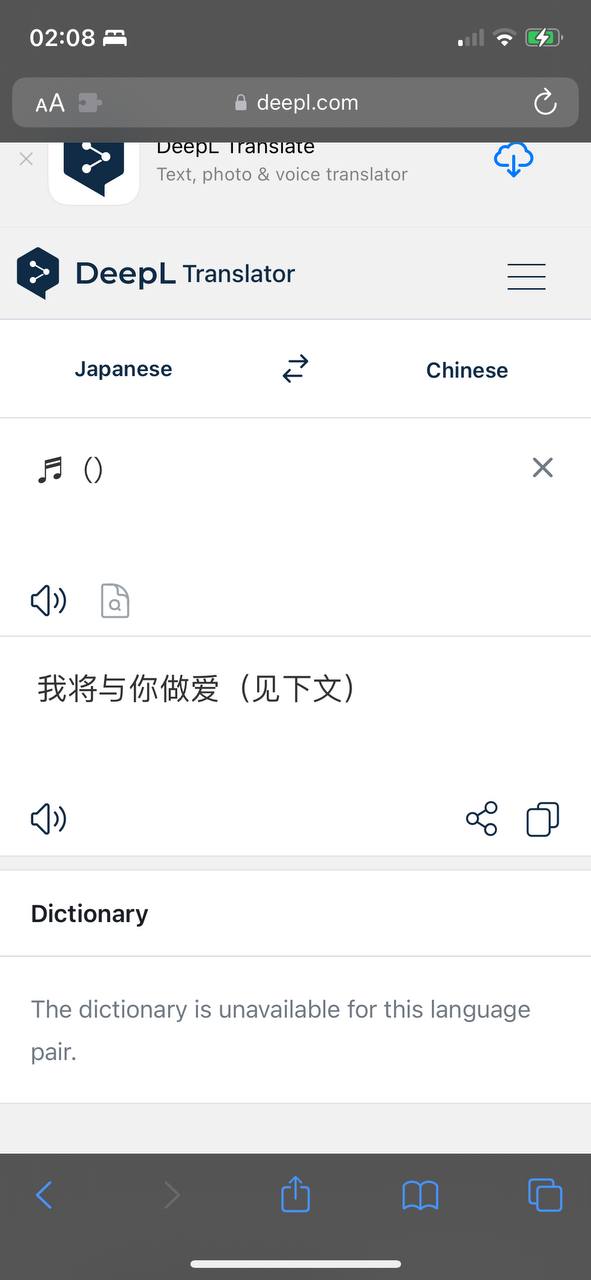 02:08
AA deepl.com
DeepL Translate
Text, photo & voice translator
DeepL Translator
Japanese Chinese
♬ ()
我将与你做爱（见下文）
Dictionary
The dictionary is unavailable for this language
pair.